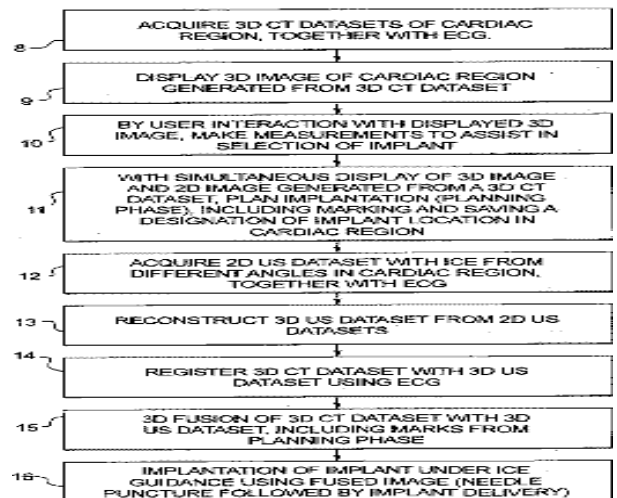 8
ACQUIRE 3D CT DATASETS OF CARDIAC
REGION, TOGETHER WITH ECG.
9
DISPLAY 3D IMAGE OF CARDIAC REGION
GENERATED FROM 3D CT DATASET
10
BY USER INTERACTION WITH DISPLAYED 3D
IMAGE, MAKE MEASUREMENTS TO ASSIST IN
SELECTION OF IMPLANT
11
WITH SIMULTANEOUS DISPLAY OF 3D IMAGE
AND 2D IMAGE GENERATED FROM A 3D CT
DATASET, PLAN IMPLANTATION (PLANNING
PHASE), INCLUDING MARKING AND SAVING A
DESIGNATION OF IMPLANT LOCATION IN
CARDIAC REGION
12
ACQUIRE 2D US DATASET WITH ICE FROM
DIFFERENT ANGLES IN CARDIAC REGION,
TOGETHER WITH ECG
13
RECONSTRUCT 3D US DATASET FROM 2D US
DATASETS
14
REGISTER 3D CT DATASET WITH 3D US
DATASET USING ECG
15
3D FUSION OF 3D CT DATASET WITH 3D
US DATASET, INCLUDING MARKS FROM
PLANNING PHASE
16
IMPLANTATION OF IMPLANT UNDER ICE
GUIDANCE USING FUSED IMAGE (NEEDLE
PUNCTURE FOLLOWED BY IMPLANT DELIVERY)